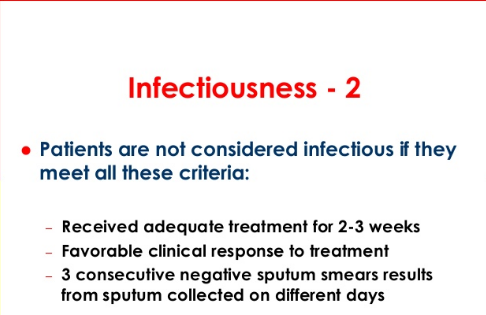 Infectiousness - 2
● Patients are not considered infectious if they
meet all these criteria:
– Received adequate treatment for 2-3 weeks
– Favorable clinical response to treatment
– 3 consecutive negative sputum smears results
from sputum collected on different days